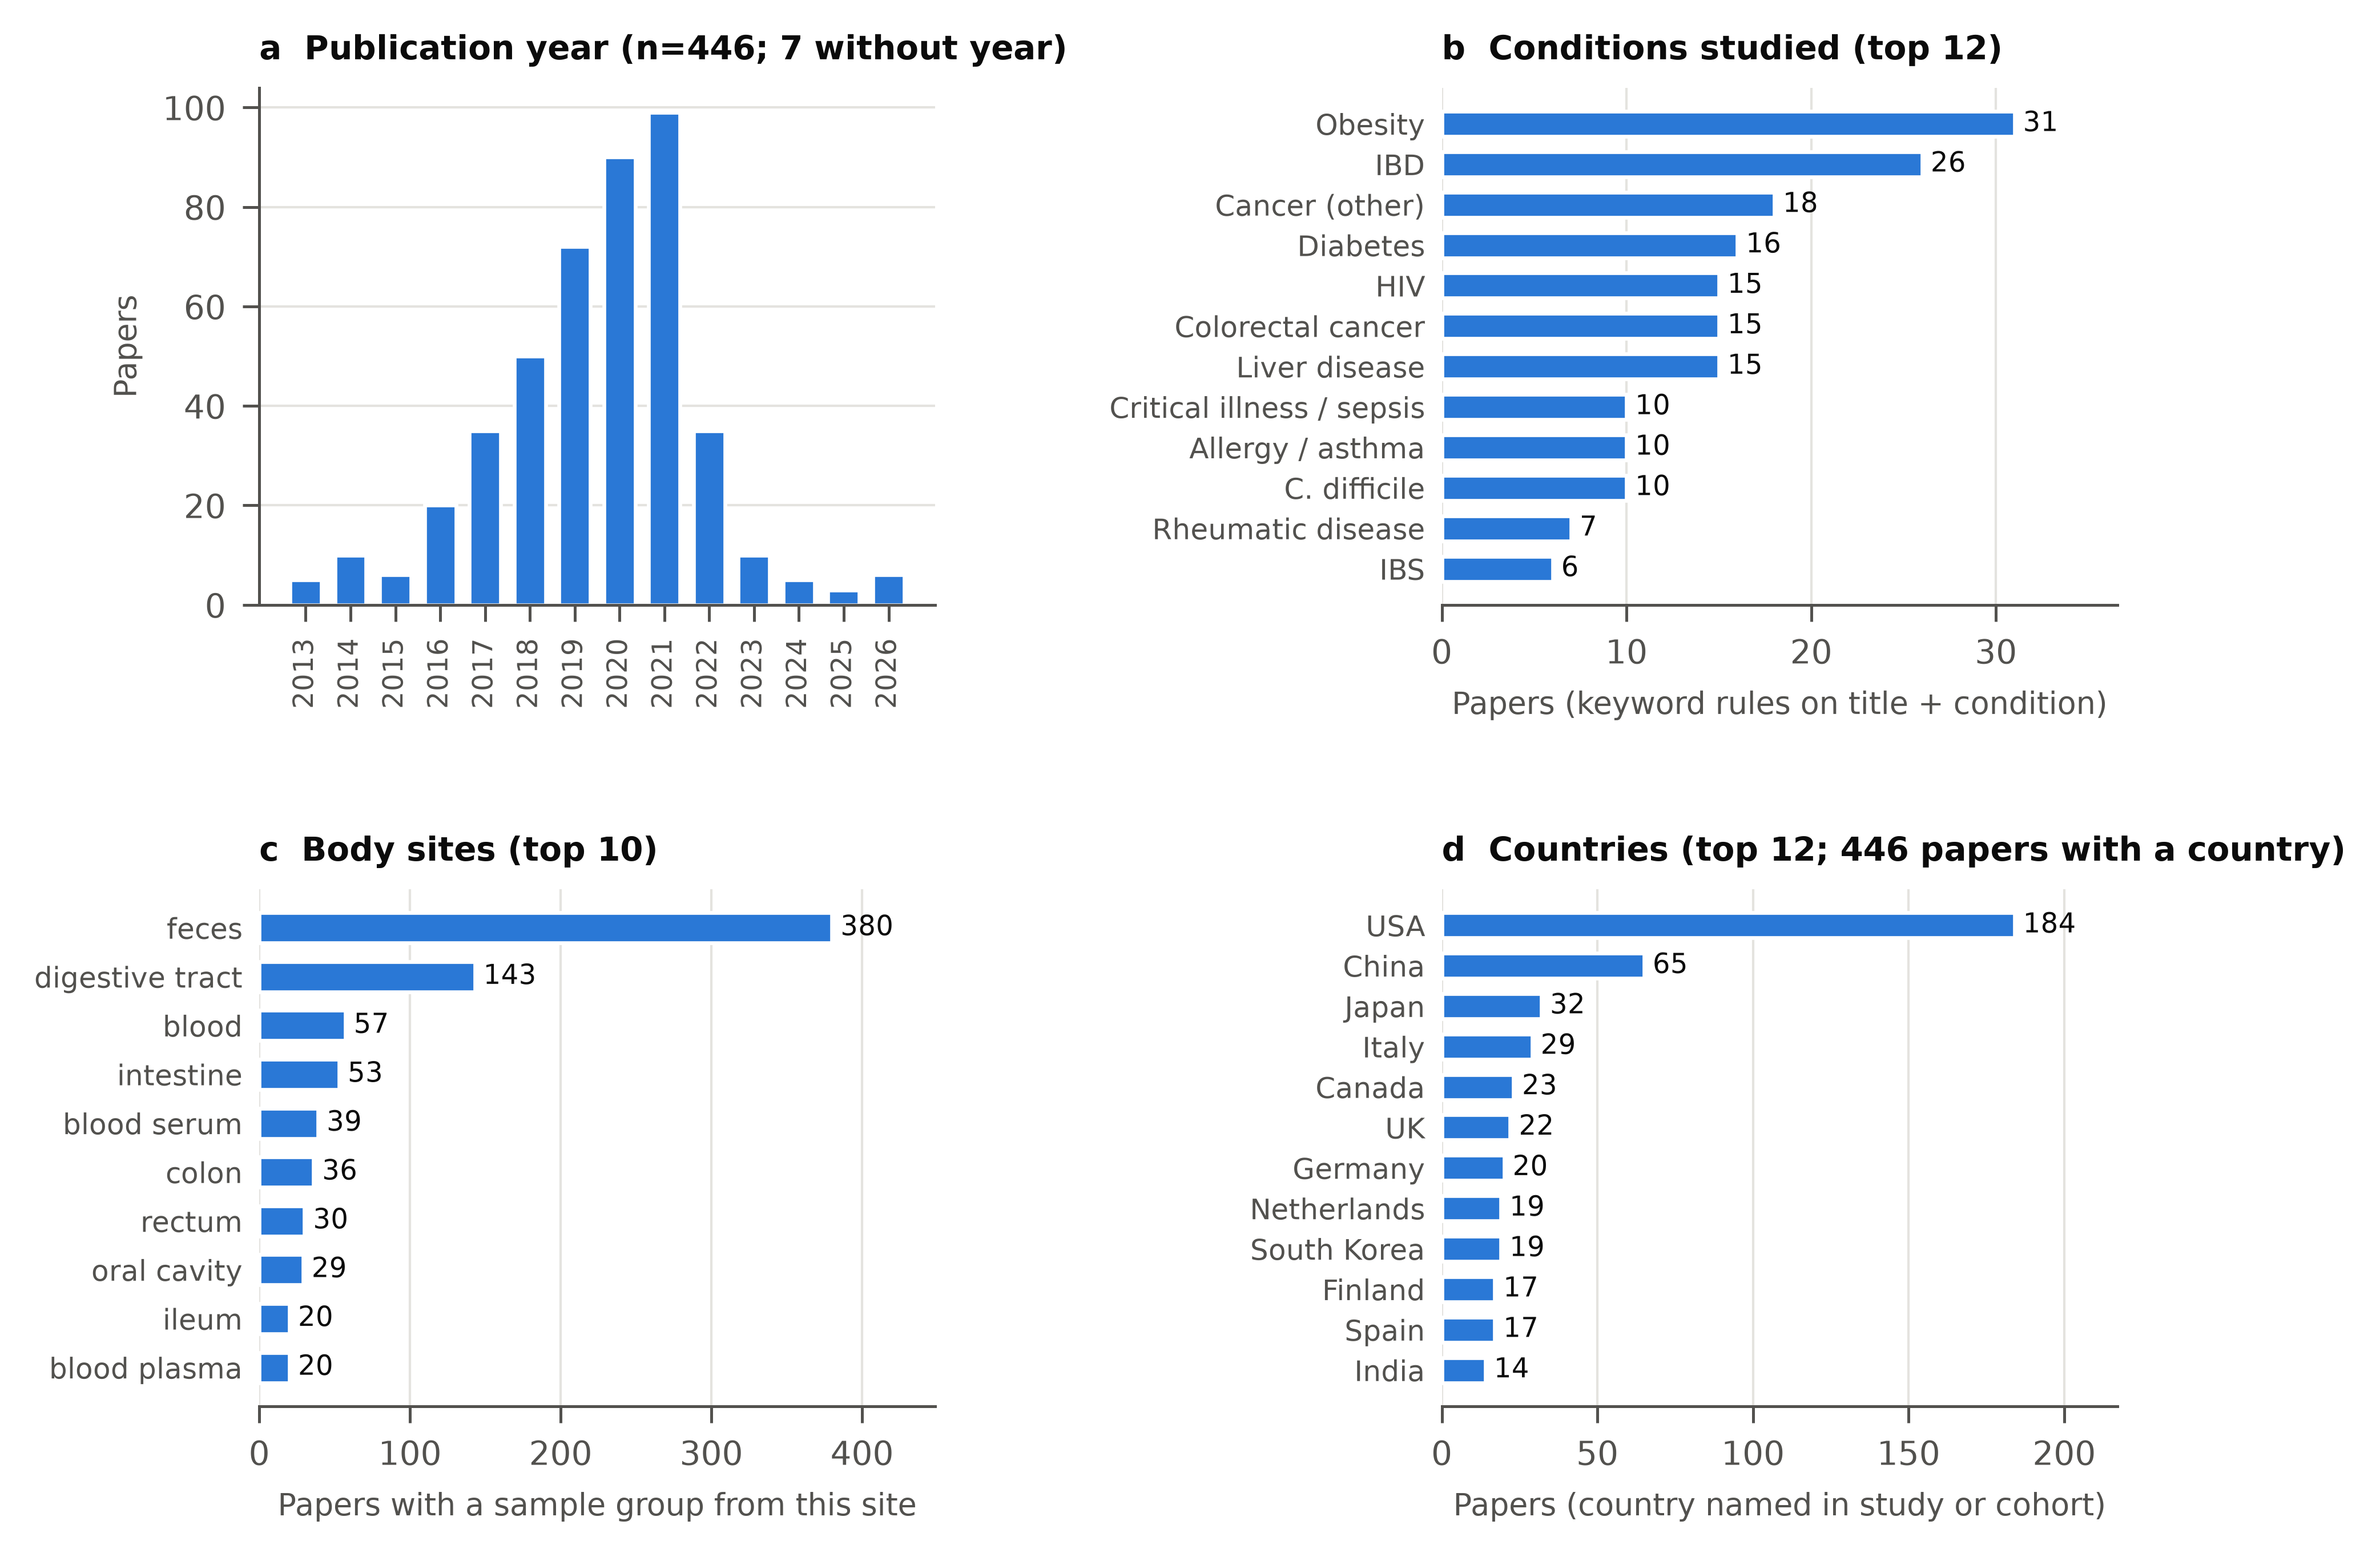 a Publication year (n=446; 7 without year)
100
80
60
40
20
0
Papers
2013
2014
2015
2016
2017
2018
2019
2020
2021
2022
2023
2024
2025
2026
b Conditions studied (top 12)
Obesity 31
IBD 26
Cancer (other) 18
Diabetes 16
HIV 15
Colorectal cancer 15
Liver disease 15
Critical illness / sepsis 10
Allergy / asthma 10
C. difficile 10
Rheumatic disease 7
IBS 6
0 10 20 30
Papers (keyword rules on title + condition)
c Body sites (top 10)
feces 380
digestive tract 143
blood 57
intestine 53
blood serum 39
colon 36
rectum 30
oral cavity 29
ileum 20
blood plasma 20
0 100 200 300 400
Papers with a sample group from this site
d Countries (top 12; 446 papers with a country)
USA 184
China 65
Japan 32
Italy 29
Canada 23
UK 22
Germany 20
Netherlands 19
South Korea 19
Finland 17
Spain 17
India 14
0 50 100 150 200
Papers (country named in study or cohort)